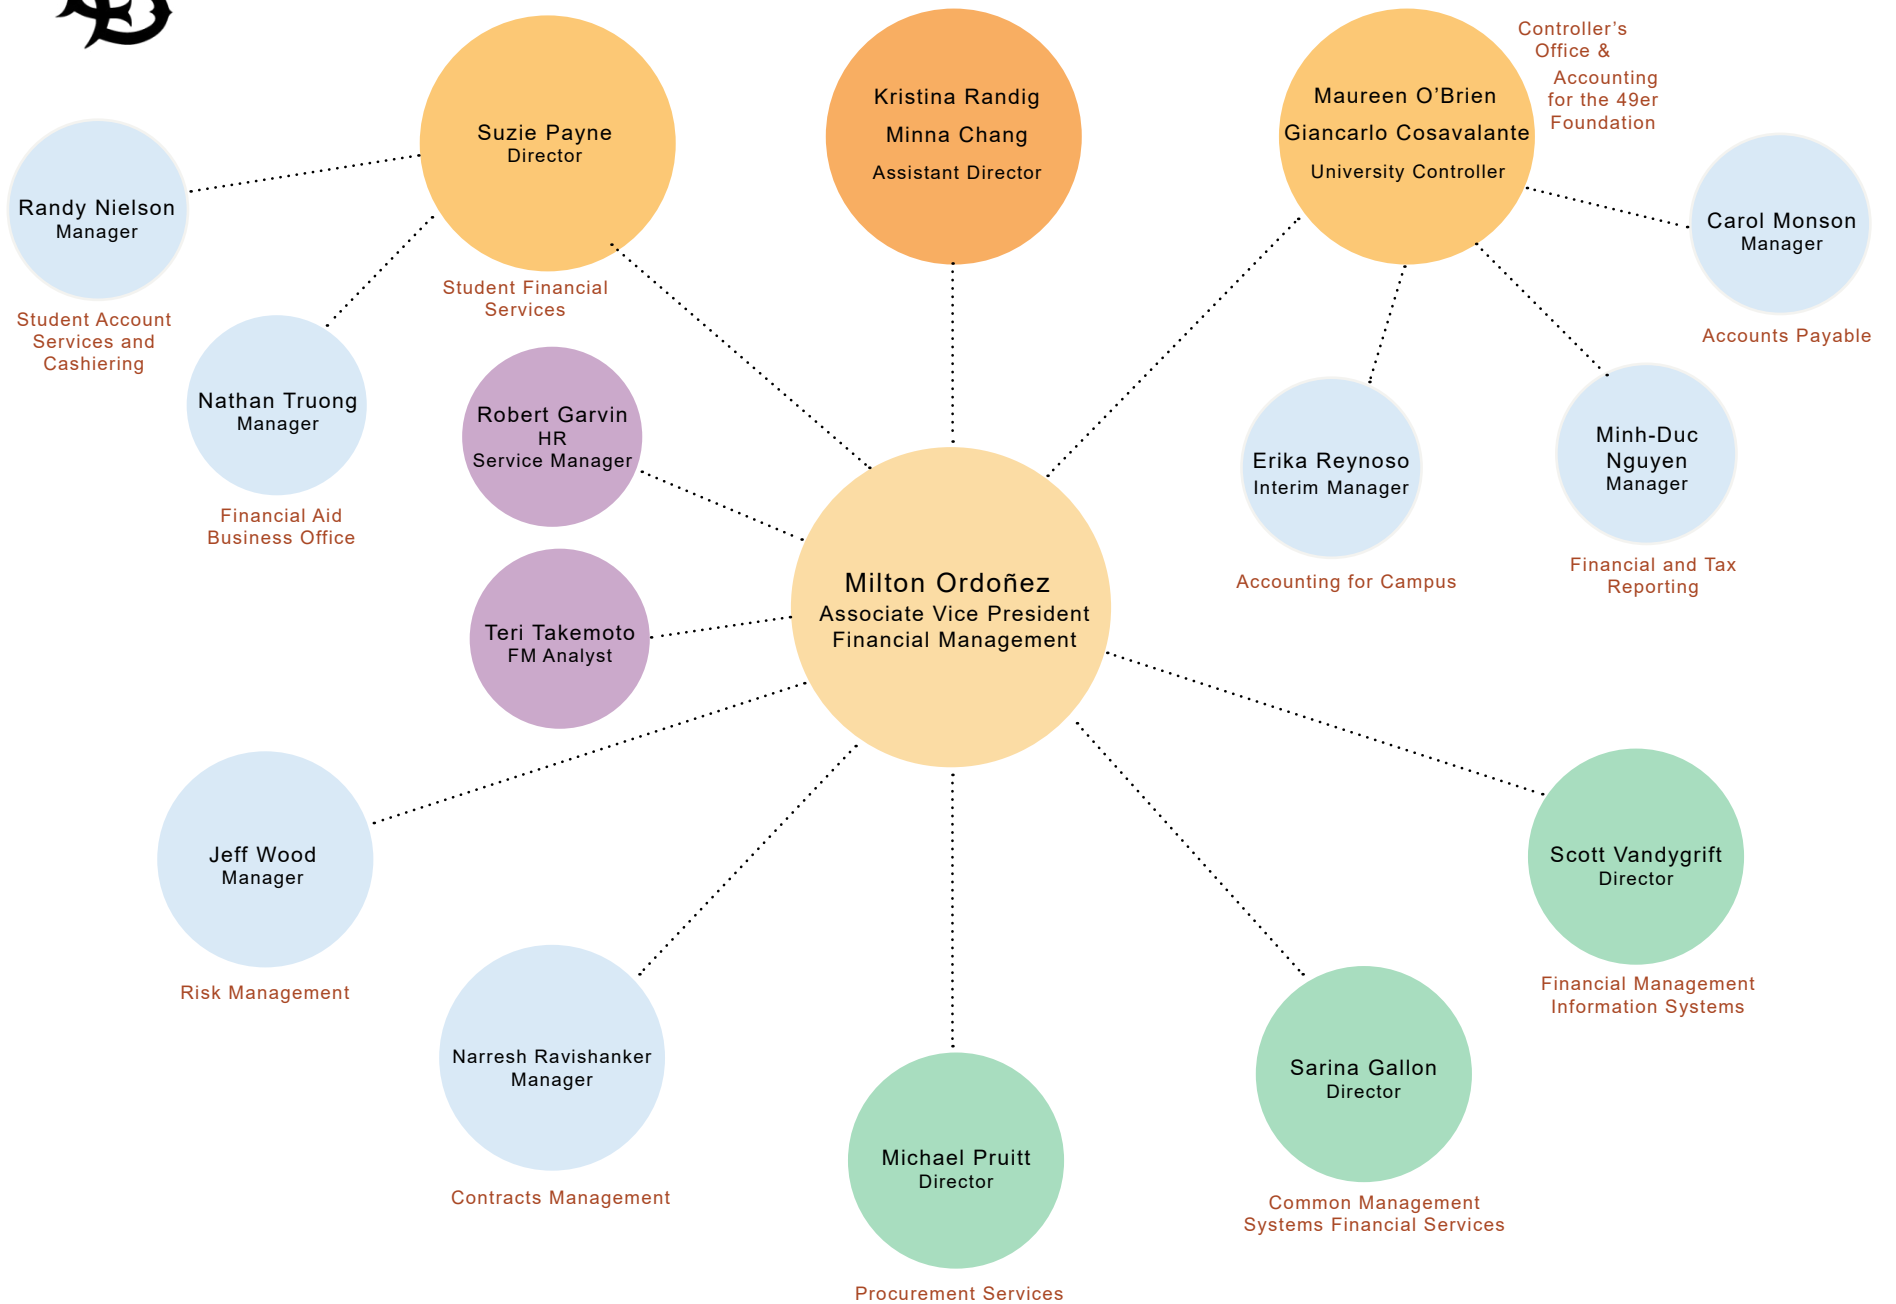 Suzie Payne
Director
Student Financial
Services
Kristina Randig
Minna Chang
Assistant Director
Maureen O’Brien
Giancarlo Cosavalante
University Controller
Controller’s
Office &
Accounting
for the 49er
Foundation
Randy Nielson
Manager
Student Account
Services and
Cashiering
Nathan Truong
Manager
Financial Aid
Business Office
Carol Monson
Manager
Accounts Payable
Robert Garvin
HR
Service Manager
Erika Reynoso
Interim Manager
Accounting for Campus
Minh-Duc
Nguyen
Manager
Financial and Tax
Reporting
Milton Ordoñez
Associate Vice President
Financial Management
Teri Takemoto
FM Analyst
Jeff Wood
Manager
Risk Management
Scott Vandygrift
Director
Financial Management
Information Systems
Narresh Ravishanker
Manager
Contracts Management
Sarina Gallon
Director
Common Management
Systems Financial Services
Michael Pruitt
Director
Procurement Services